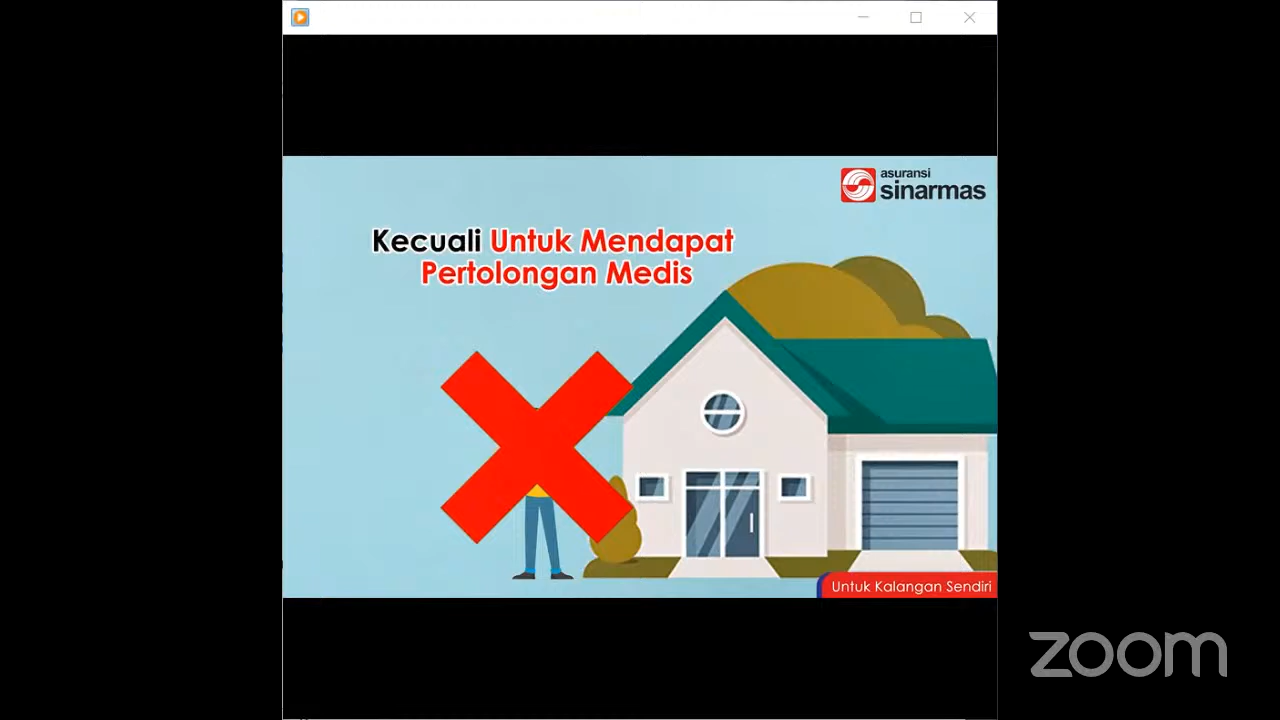 asuransi
sinarmas
Kecuali Untuk Mendapat
Pertolongan Medis
Untuk Kalangan Sendiri
zoom